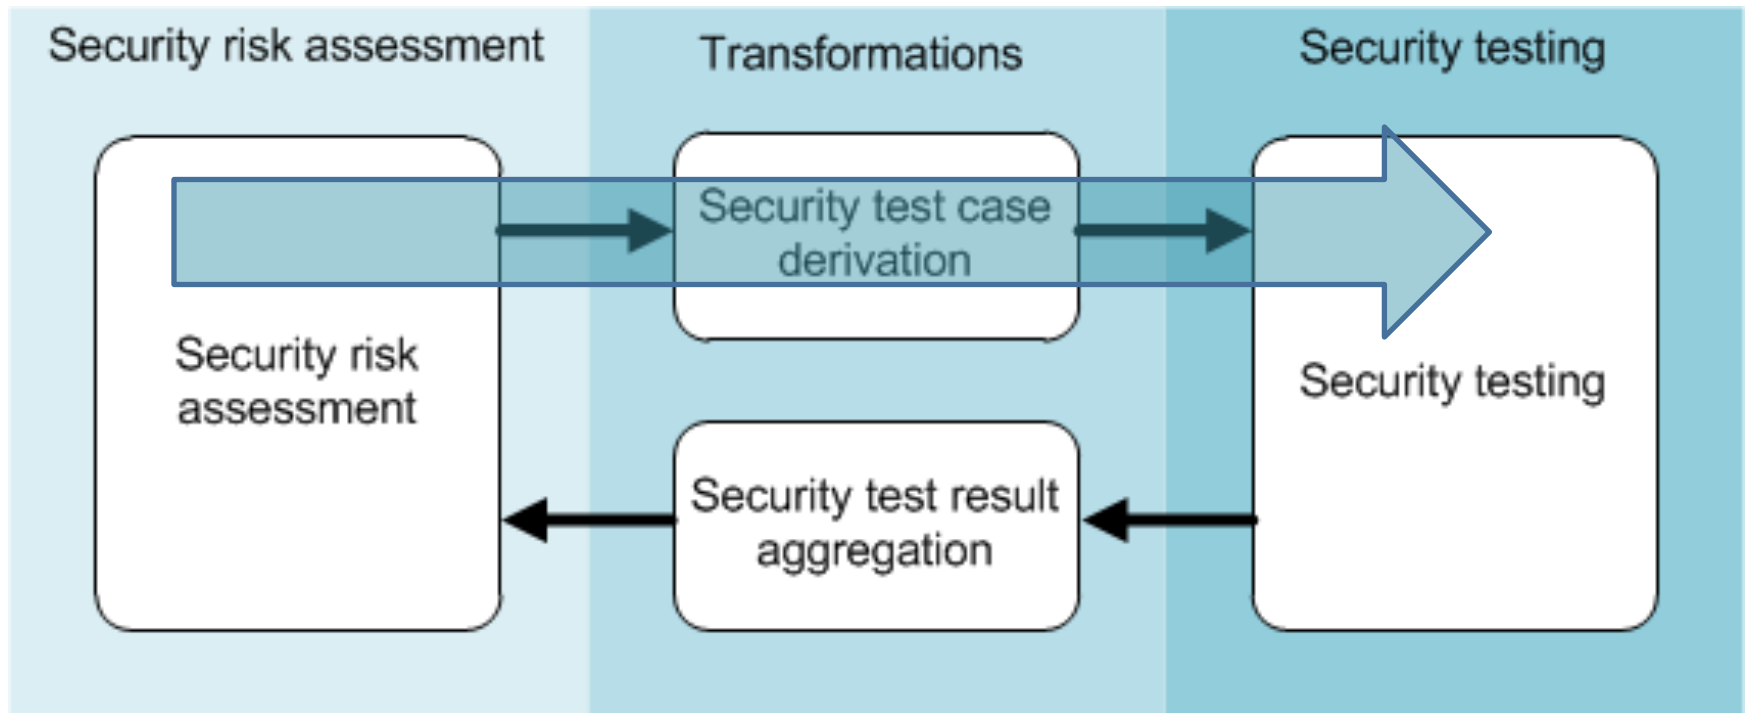 Security risk assessment
Transformations
Security testing
Security test case
derivation
Security risk
assessment
Security testing
Security test result
aggregation